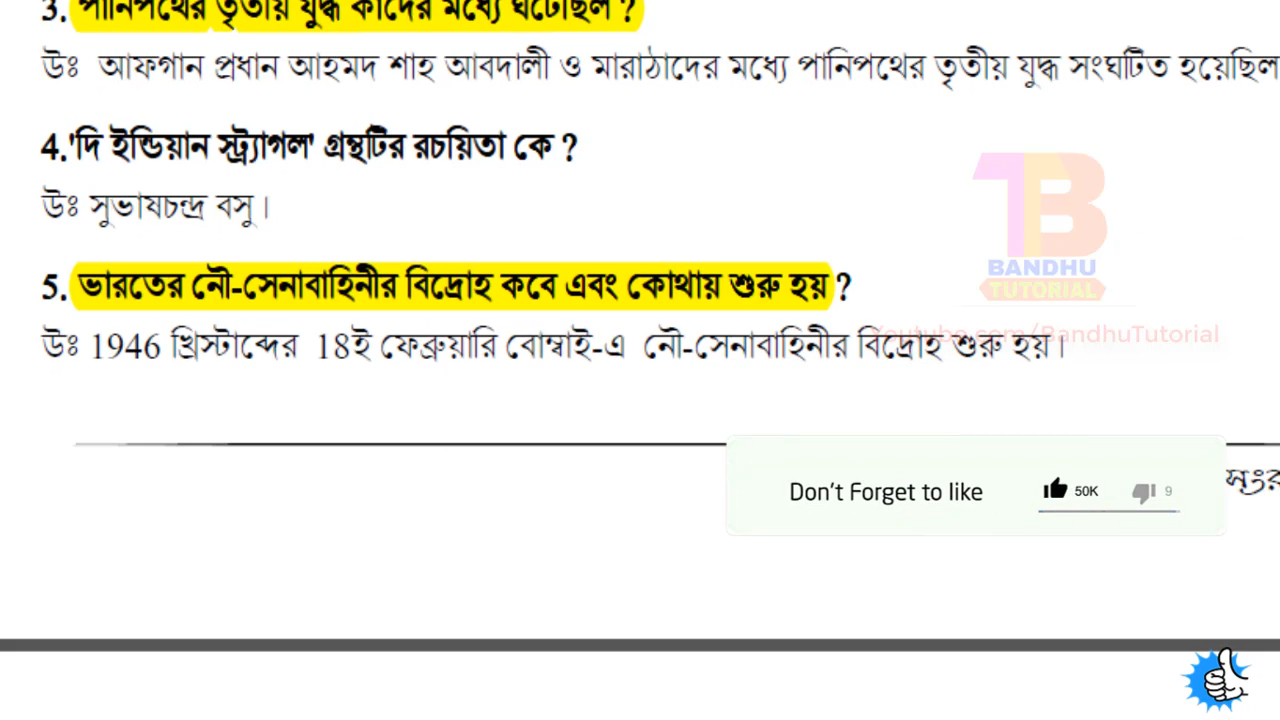 3. পানিপথের তৃতীয় যুদ্ধ কাদের মধ্যে ঘটেছিল ?
উঃ আফগান প্রধান আহমদ শাহ আবদালী ও মারাঠাদের মধ্যে পানিপথের তৃতীয় যুদ্ধ সংঘটিত হয়েছিল
4.'দি ইন্ডিয়ান স্ট্র্যাগল' গ্রন্থটির রচয়িতা কে ?
উঃ সুভাষচন্দ্র বসু।
TB
BANDHU
TUTORIAL
5. ভারতের নৌ-সেনাবাহিনীর বিদ্রোহ কবে এবং কোথায় শুরু হয় ?
Youtube.com/BandhuTutorial
উঃ 1946 খ্রিস্টাব্দের 18ই ফেব্রুয়ারি বোম্বাই-এ নৌ-সেনাবাহিনীর বিদ্রোহ শুরু হয়।
Don't Forget to like 50K 9